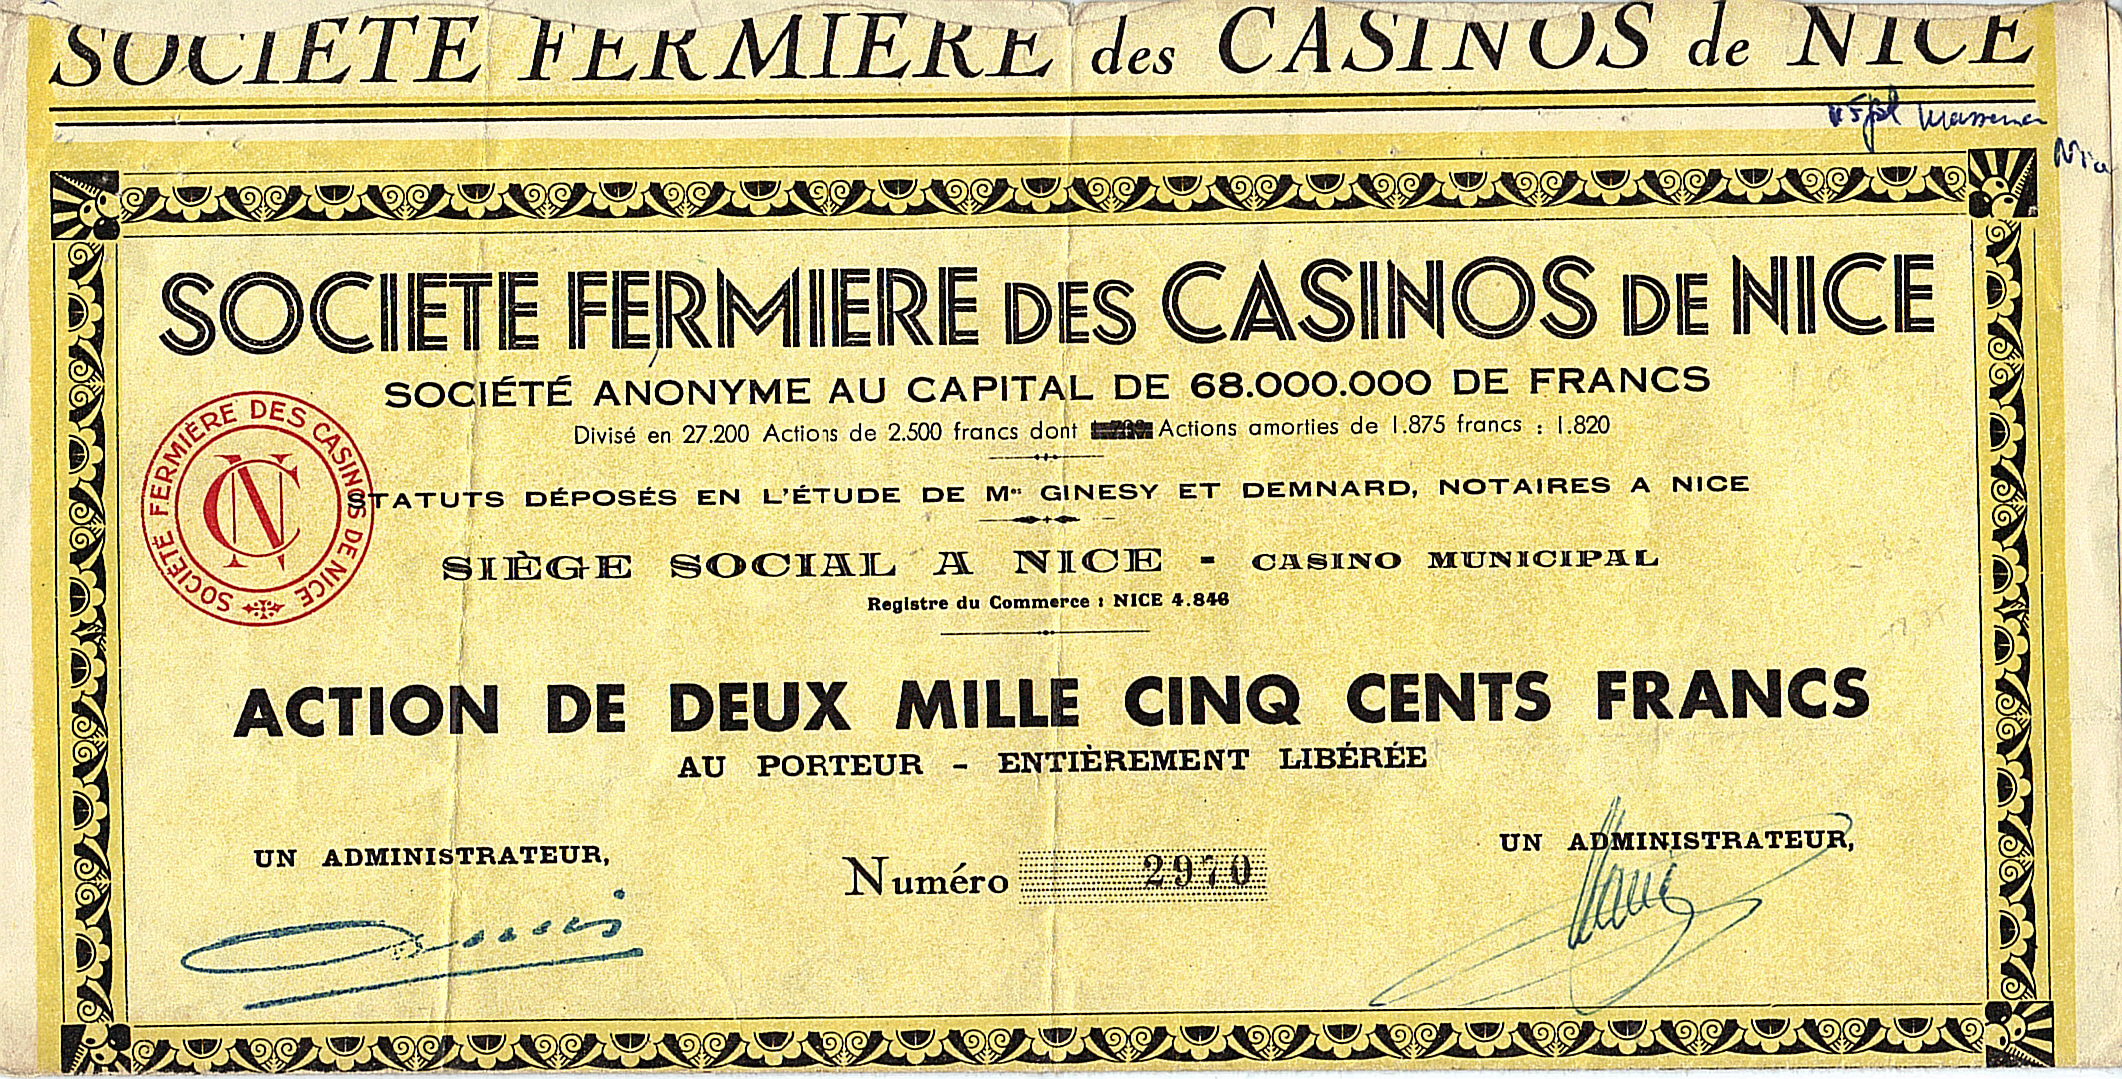 SOCIETE FERMIERE des CASINOS de NICE
SOCIETE FERMIERE DES CASINOS DE NICE
SOCIÉTÉ ANONYME AU CAPITAL DE 68.000.000 DE FRANCS
Divisé en 27.200 Actions de 2.500 francs dont Actions amorties de 1.875 francs : 1.820
SOCIÉTÉ FERMIÈRE DES CASINOS DE NICE
CN
STATUTS DÉPOSÉS EN L'ÉTUDE DE Mes GINESY ET DEMNARD, NOTAIRES A NICE
SIÈGE SOCIAL A NICE - CASINO MUNICIPAL
Registre du Commerce : NICE 4.846
ACTION DE DEUX MILLE CINQ CENTS FRANCS
AU PORTEUR - ENTIÈREMENT LIBÉRÉE
UN ADMINISTRATEUR,
Numéro 2970
UN ADMINISTRATEUR,